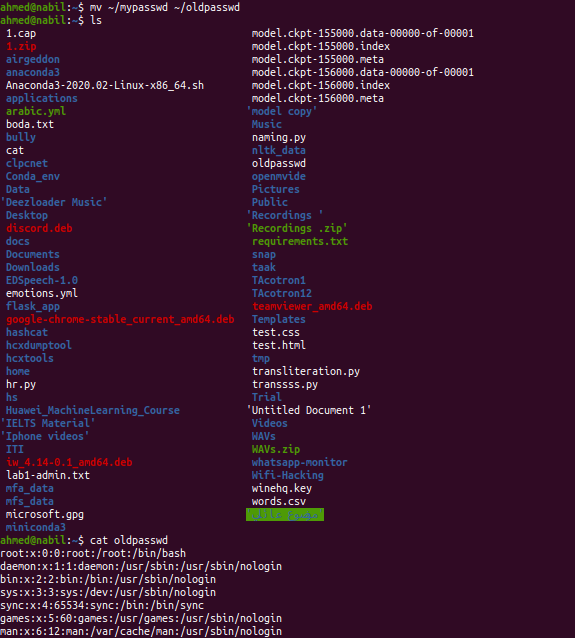 ahmed@nabil:~$ mv ~/mypasswd ~/oldpasswd
ahmed@nabil:~$ ls
1.cap model.ckpt-155000.data-00000-of-00001
1.zip model.ckpt-155000.index
airgeddon model.ckpt-155000.meta
anaconda3 model.ckpt-156000.data-00000-of-00001
Anaconda3-2020.02-Linux-x86_64.sh model.ckpt-156000.index
applications model.ckpt-156000.meta
arabic.yml 'model copy'
boda.txt Music
bully naming.py
cat nltk_data
clpcnet oldpasswd
Conda_env openmvide
Data Pictures
'Deezloader Music' Public
Desktop 'Recordings '
discord.deb 'Recordings .zip'
docs requirements.txt
Documents snap
Downloads taak
EDSpeech-1.0 TAcotron1
emotions.yml TAcotron12
flask_app teamviewer_amd64.deb
google-chrome-stable_current_amd64.deb Templates
hashcat test.css
hcxdumptool test.html
hcxtools tmp
home transliteration.py
hr.py transssss.py
hs Trial
Huawei_MachineLearning_Course 'Untitled Document 1'
'IELTS Material' Videos
'Iphone videos' WAVs
ITI WAVs.zip
iw_4.14-0.1_amd64.deb whatsapp-monitor
lab1-admin.txt Wifi-Hacking
mfa_data winehq.key
mfs_data words.csv
microsoft.gpg
miniconda3
ahmed@nabil:~$ cat oldpasswd
root:x:0:0:root:/root:/bin/bash
daemon:x:1:1:daemon:/usr/sbin:/usr/sbin/nologin
bin:x:2:2:bin:/bin:/usr/sbin/nologin
sys:x:3:3:sys:/dev:/usr/sbin/nologin
sync:x:4:65534:sync:/bin:/bin/sync
games:x:5:60:games:/usr/games:/usr/sbin/nologin
man:x:6:12:man:/var/cache/man:/usr/sbin/nologin